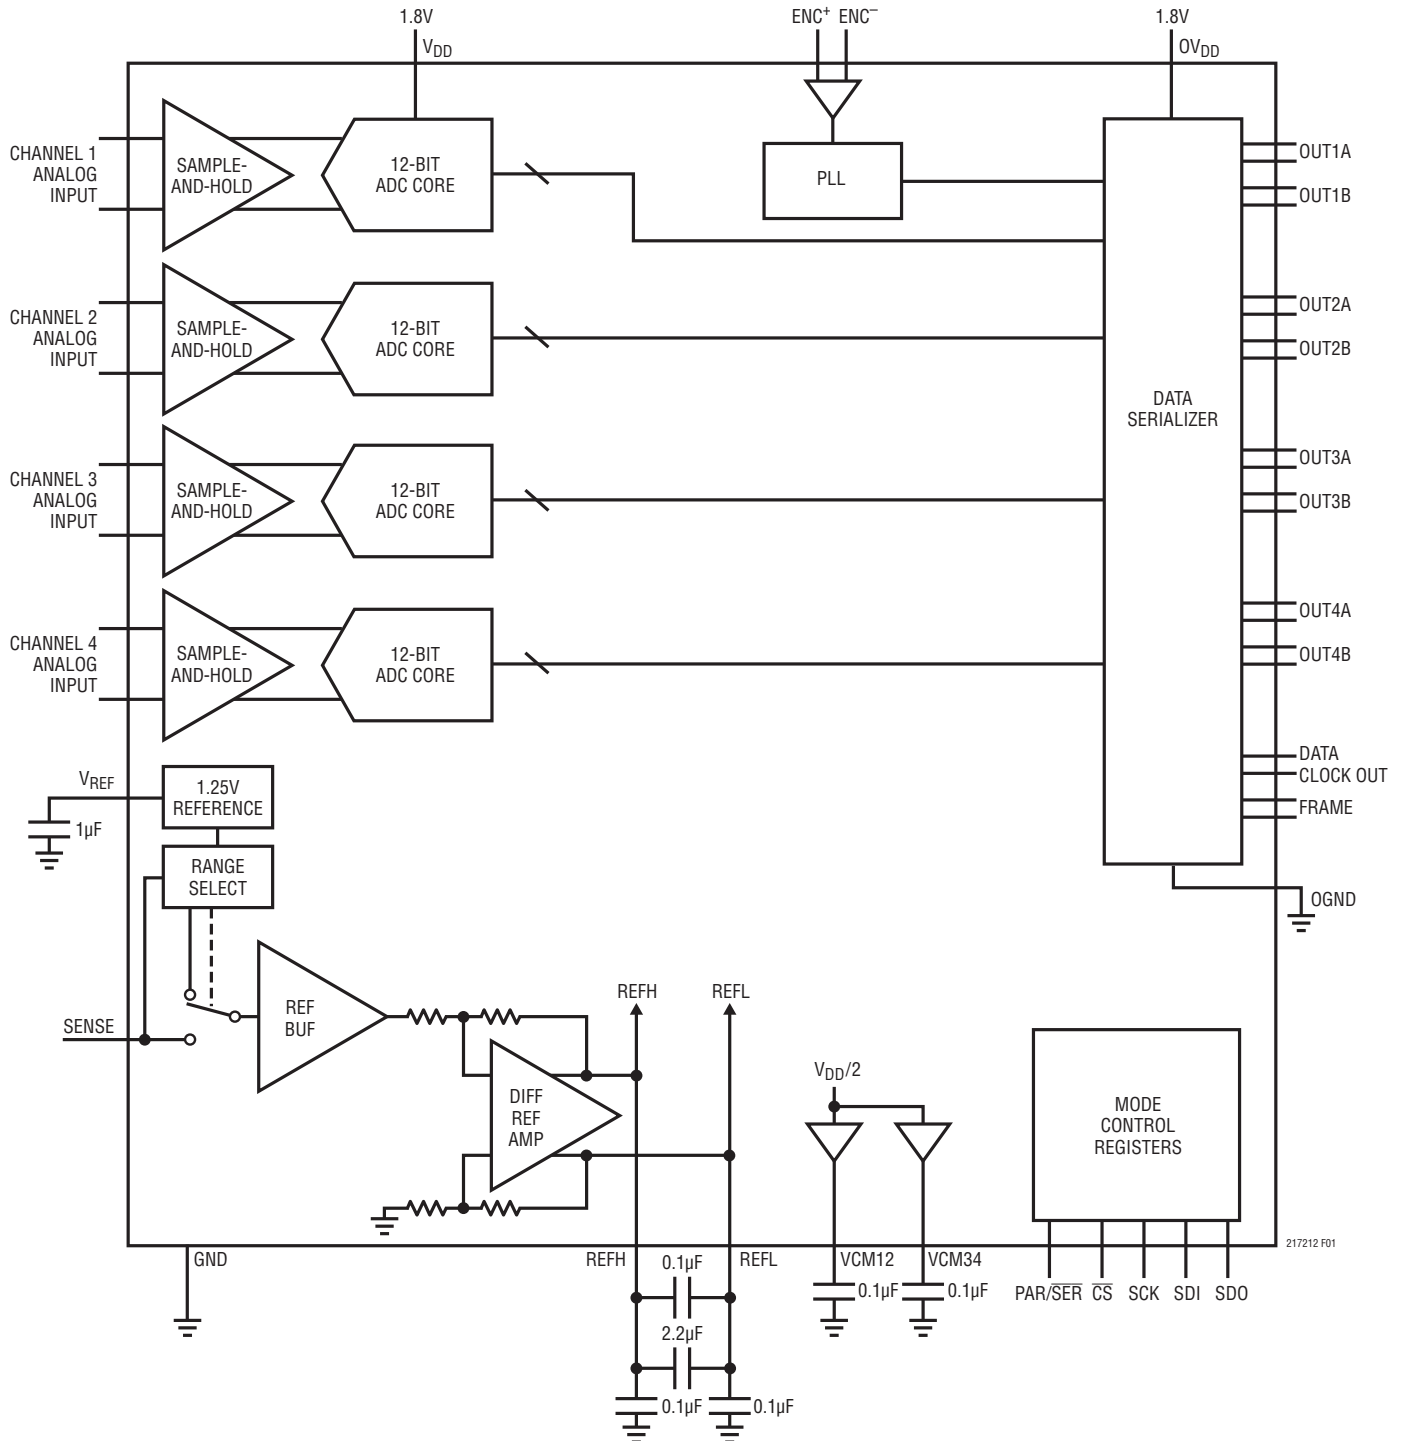 1.8V
ENC+ ENC–
1.8V
VDD
OVDD
CHANNEL 1
ANALOG
INPUT
SAMPLE-
AND-HOLD
12-BIT
ADC CORE
PLL
OUT1A
OUT1B
CHANNEL 2
ANALOG
INPUT
SAMPLE-
AND-HOLD
12-BIT
ADC CORE
OUT2A
OUT2B
DATA
SERIALIZER
CHANNEL 3
ANALOG
INPUT
SAMPLE-
AND-HOLD
12-BIT
ADC CORE
OUT3A
OUT3B
CHANNEL 4
ANALOG
INPUT
SAMPLE-
AND-HOLD
12-BIT
ADC CORE
OUT4A
OUT4B
DATA
CLOCK OUT
FRAME
VREF
1.25V
REFERENCE
1µF
RANGE
SELECT
OGND
REF
BUF
REFH
REFL
SENSE
DIFF
REF
AMP
VDD/2
MODE
CONTROL
REGISTERS
217212 F01
GND
REFH
0.1µF
REFL
VCM12
VCM34
0.1µF
0.1µF
PAR/S̅E̅R̅
C̅S̅
SCK
SDI
SDO
2.2µF
0.1µF
0.1µF